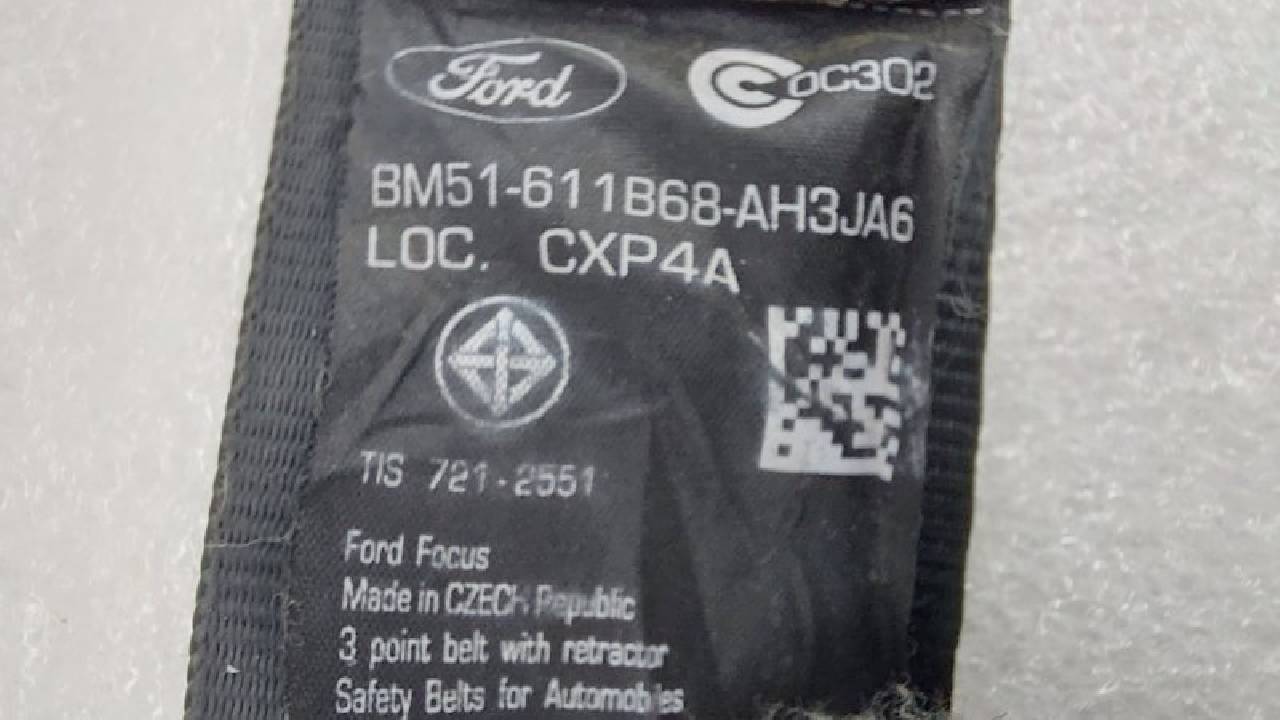 Ford
C OC302
BM51-611B68-AH3JA6
LOC. CXP4A
TIS 721-2551
Ford Focus
Made in CZECH Republic
3 point belt with retractor
Safety Belts for Automobiles